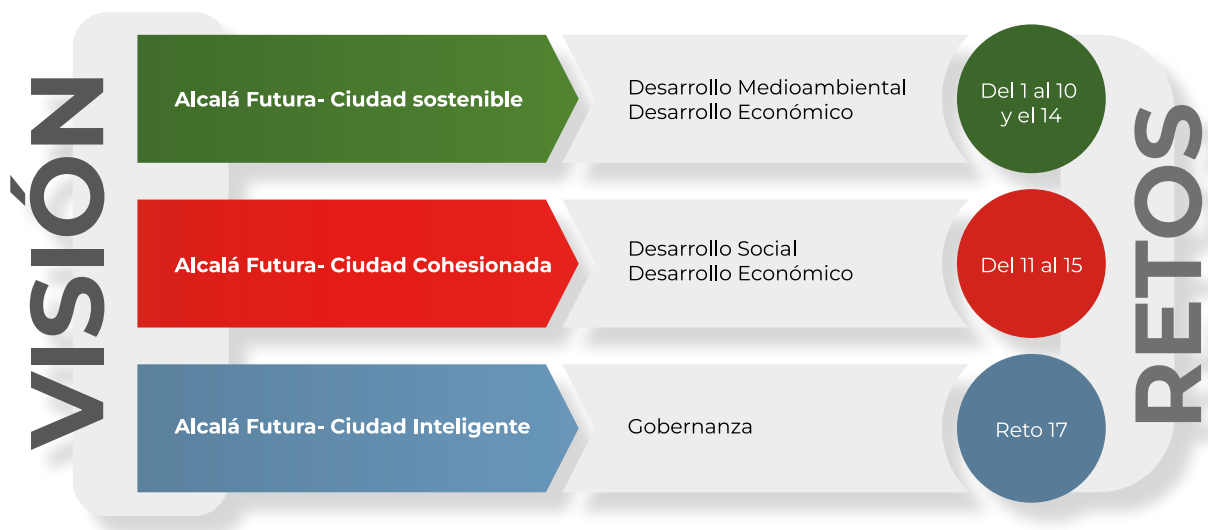 VISIÓN
Alcalá Futura- Ciudad sostenible
Desarrollo Medioambiental
Desarrollo Económico
Del 1 al 10
y el 14
Alcalá Futura- Ciudad Cohesionada
Desarrollo Social
Desarrollo Económico
Del 11 al 15
Alcalá Futura- Ciudad Inteligente
Gobernanza
Reto 17
RETOS